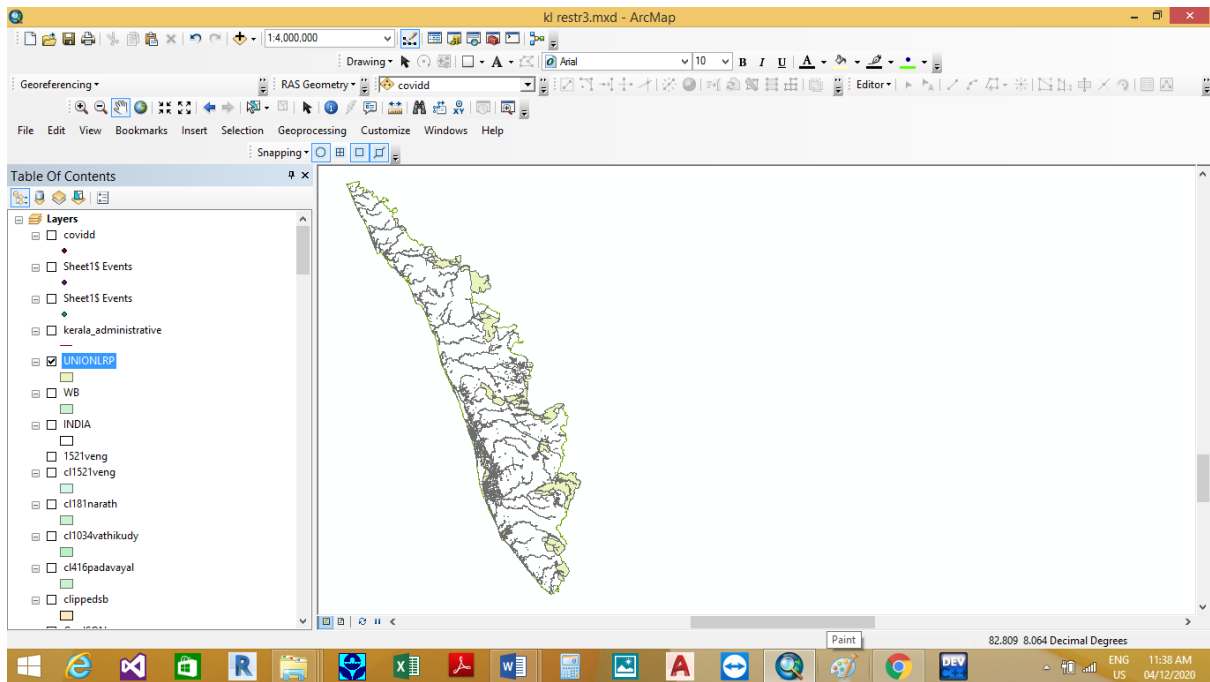 kl restr3.mxd - ArcMap
1:4,000,000
Drawing A Arial 10 B I U A
Georeferencing RAS Geometry covidd Editor
File Edit View Bookmarks Insert Selection Geoprocessing Customize Windows Help
Snapping
Table Of Contents
Layers
covidd
Sheet1$ Events
Sheet1$ Events
kerala_administrative
UNIONLRP
WB
INDIA
1521veng
cl1521veng
cl181narath
cl1034vathikudy
cl416padavayal
clippedsb
Paint
82.809 8.064 Decimal Degrees
DEV C++
ENG 11:38 AM
US 04/12/2020